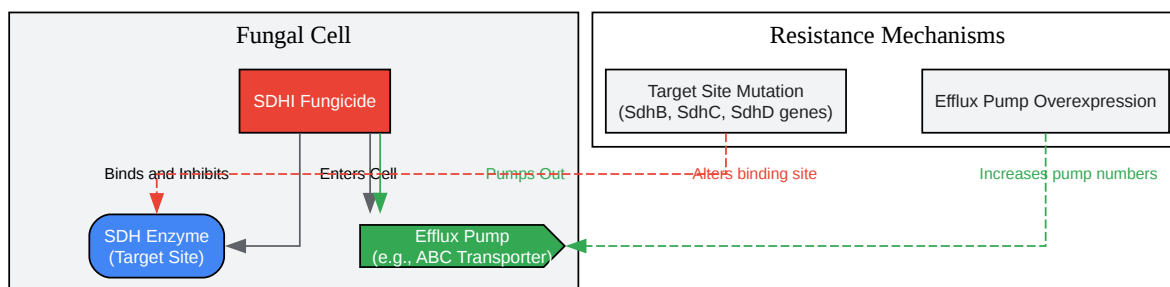 Fungal Cell
Resistance Mechanisms
SDHI Fungicide
Target Site Mutation
(SdhB, SdhC, SdhD genes)
Efflux Pump Overexpression
Binds and Inhibits
Enters Cell
Pumps Out
Alters binding site
Increases pump numbers
SDH Enzyme
(Target Site)
Efflux Pump
(e.g., ABC Transporter)